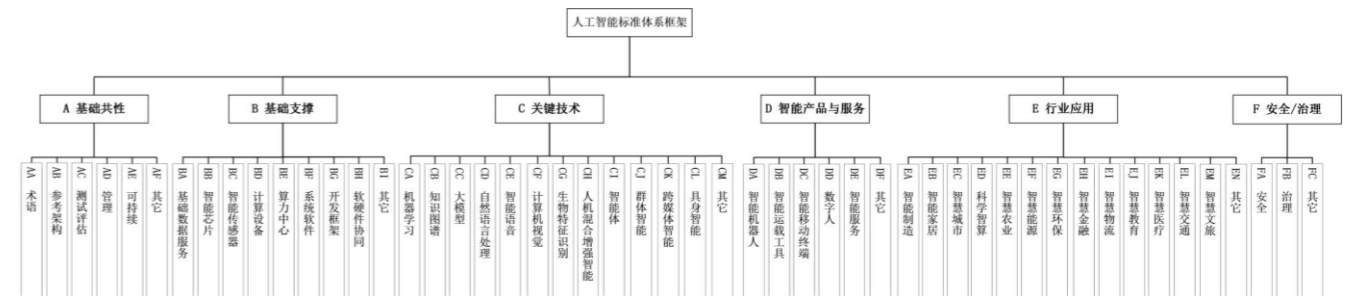 人工智能标准体系框架
A 基础共性
B 基础支撑
C 关键技术
D 智能产品与服务
E 行业应用
F 安全/治理
AA 术语
AB 参考架构
AC 测试评估
AD 管理
AE 可持续
AF 其它
BA 基础数据服务
BB 智能芯片
BC 智能传感器
BD 计算设备
BE 算力中心
BF 系统软件
BG 开发框架
BH 软硬件协同
BI 其它
CA 机器学习
CB 知识图谱
CC 大模型
CD 自然语言处理
CE 智能语音
CF 计算机视觉
CG 生物特征识别
CH 人机混合增强智能
CI 智能体
CJ 群体智能
CK 跨媒体智能
CL 具身智能
CM 其它
DA 智能机器人
DB 智能运载工具
DC 智能移动终端
DD 数字人
DE 智能服务
DF 其它
EA 智能制造
EB 智能家居
EC 智慧城市
ED 科学智算
EE 智慧农业
EF 智慧能源
EG 智慧环保
EH 智慧金融
EI 智慧物流
EJ 智慧教育
EK 智慧医疗
EL 智慧交通
EM 智慧文旅
EN 其它
FA 安全
FB 治理
FC 其它